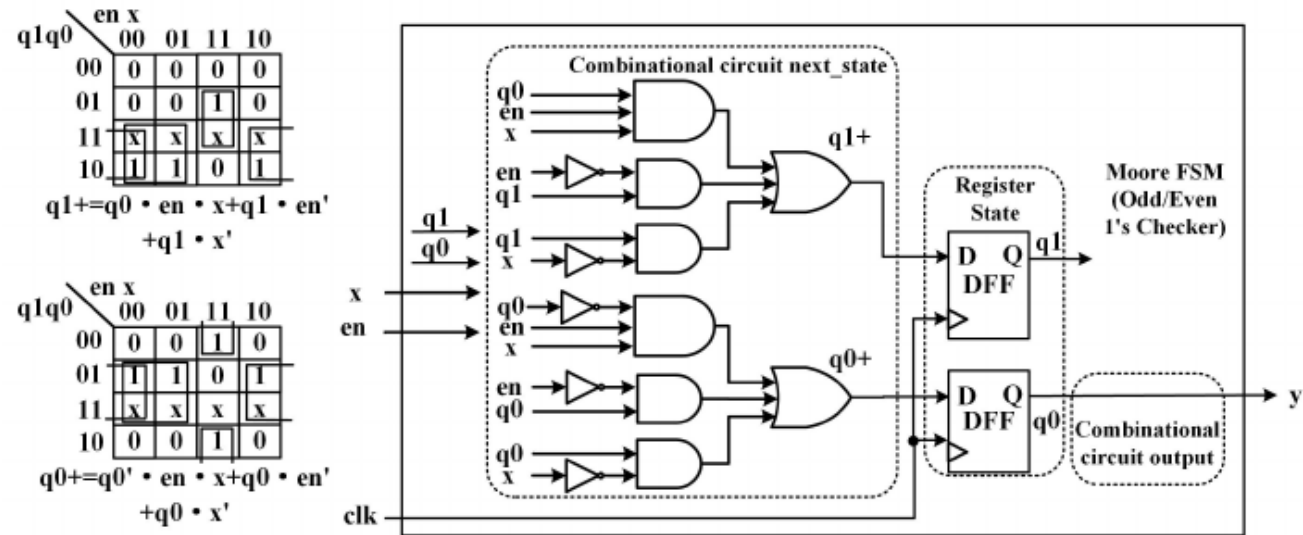 en x
q1q0
00 01 11 10
00 0 0 0 0
01 0 0 1 0
11 x x x x
10 1 1 0 1
q1+=q0 • en • x+q1 • en'
+q1 • x'
en x
q1q0
00 01 11 10
00 0 0 1 0
01 1 1 0 1
11 x x x x
10 0 0 1 0
q0+=q0' • en • x+q0 • en'
+q0 • x'
q1
q0
x
en
clk
Combinational circuit next_state
q0
en
x
en
q1
q1
x
q0
en
x
en
q0
q0
x
q1+
q0+
Register
State
D Q
DFF
q1
D Q
DFF
q0
Moore FSM
(Odd/Even
1's Checker)
Combinational
circuit output
y